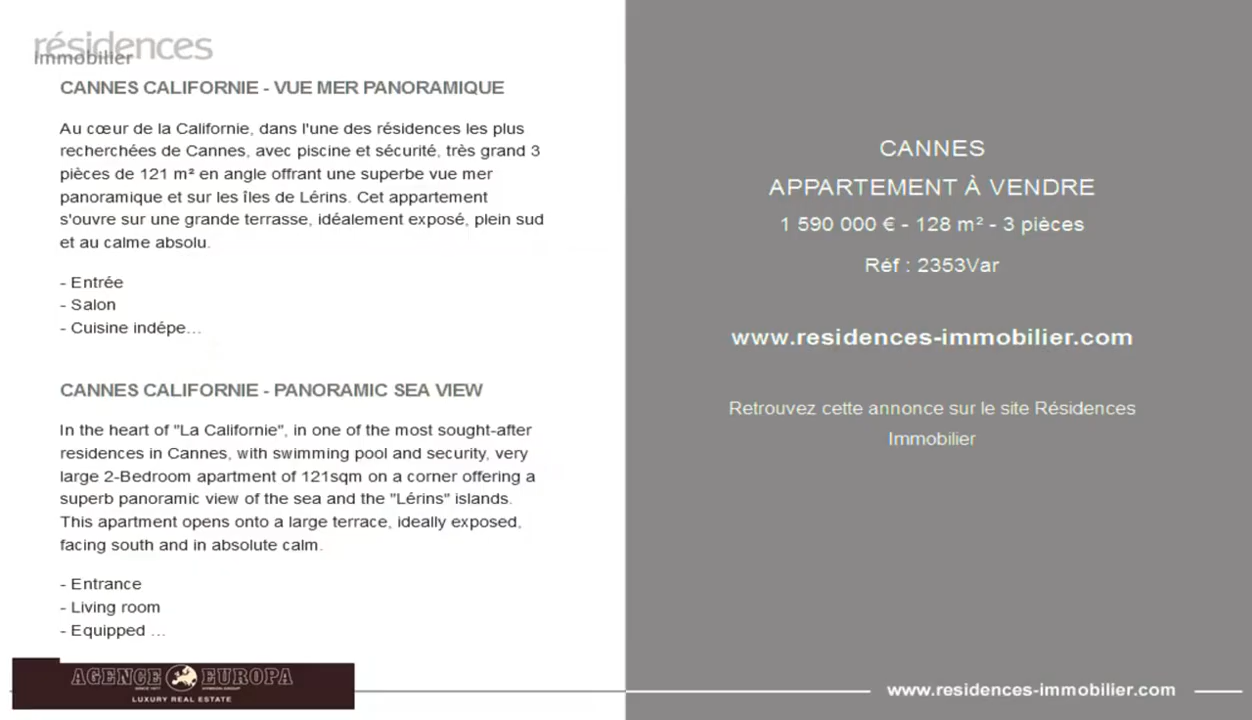 résidences
Immobilier
CANNES CALIFORNIE - VUE MER PANORAMIQUE
Au cœur de la Californie, dans l'une des résidences les plus
recherchées de Cannes, avec piscine et sécurité, très grand 3
pièces de 121 m² en angle offrant une superbe vue mer
panoramique et sur les îles de Lérins. Cet appartement
s'ouvre sur une grande terrasse, idéalement exposé, plein sud
et au calme absolu.
- Entrée
- Salon
- Cuisine indépe...
CANNES CALIFORNIE - PANORAMIC SEA VIEW
In the heart of "La Californie", in one of the most sought-after
residences in Cannes, with swimming pool and security, very
large 2-Bedroom apartment of 121sqm on a corner offering a
superb panoramic view of the sea and the "Lérins" islands.
This apartment opens onto a large terrace, ideally exposed,
facing south and in absolute calm.
- Entrance
- Living room
- Equipped ...
AGENCE EUROPA
LUXURY REAL ESTATE
CANNES
APPARTEMENT À VENDRE
1 590 000 € - 128 m² - 3 pièces
Réf : 2353Var
www.residences-immobilier.com
Retrouvez cette annonce sur le site Résidences
Immobilier
www.residences-immobilier.com